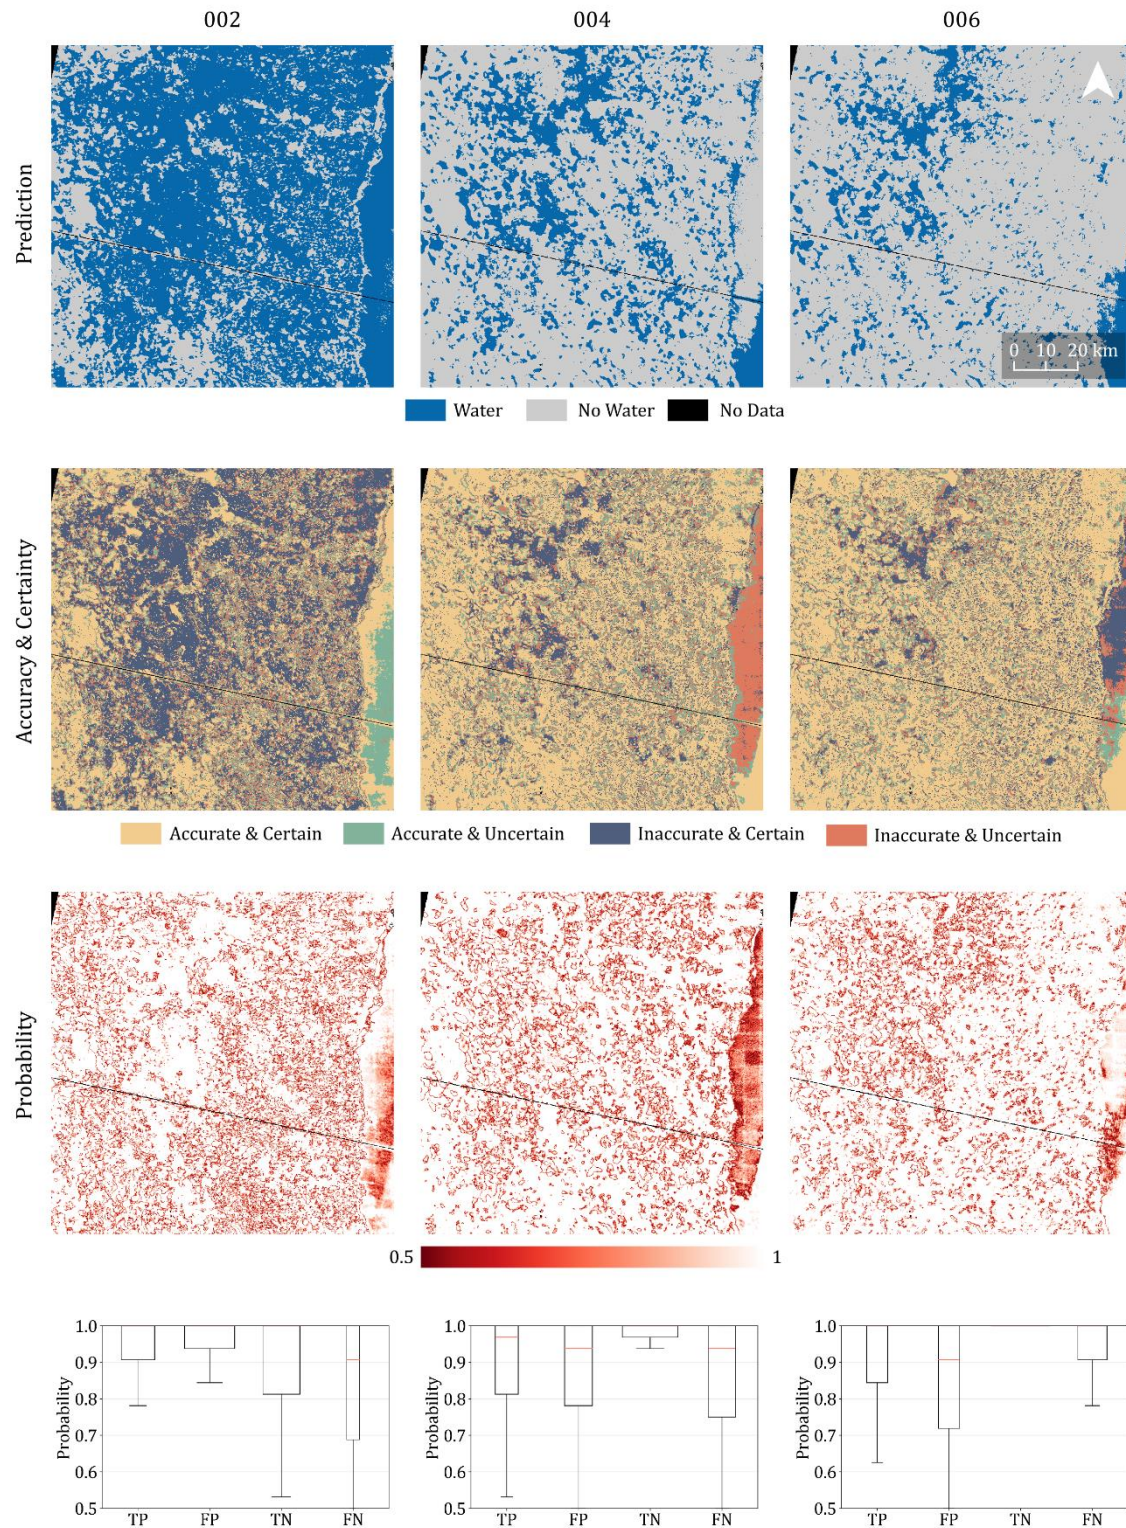 002 004 006
Prediction
0 10 20 km
Water No Water No Data
Accuracy & Certainty
Accurate & Certain Accurate & Uncertain Inaccurate & Certain Inaccurate & Uncertain
Probability
0.5 1
Probability
1.0
0.9
0.8
0.7
0.6
0.5
TP FP TN FN
Probability
1.0
0.9
0.8
0.7
0.6
0.5
TP FP TN FN
Probability
1.0
0.9
0.8
0.7
0.6
0.5
TP FP TN FN